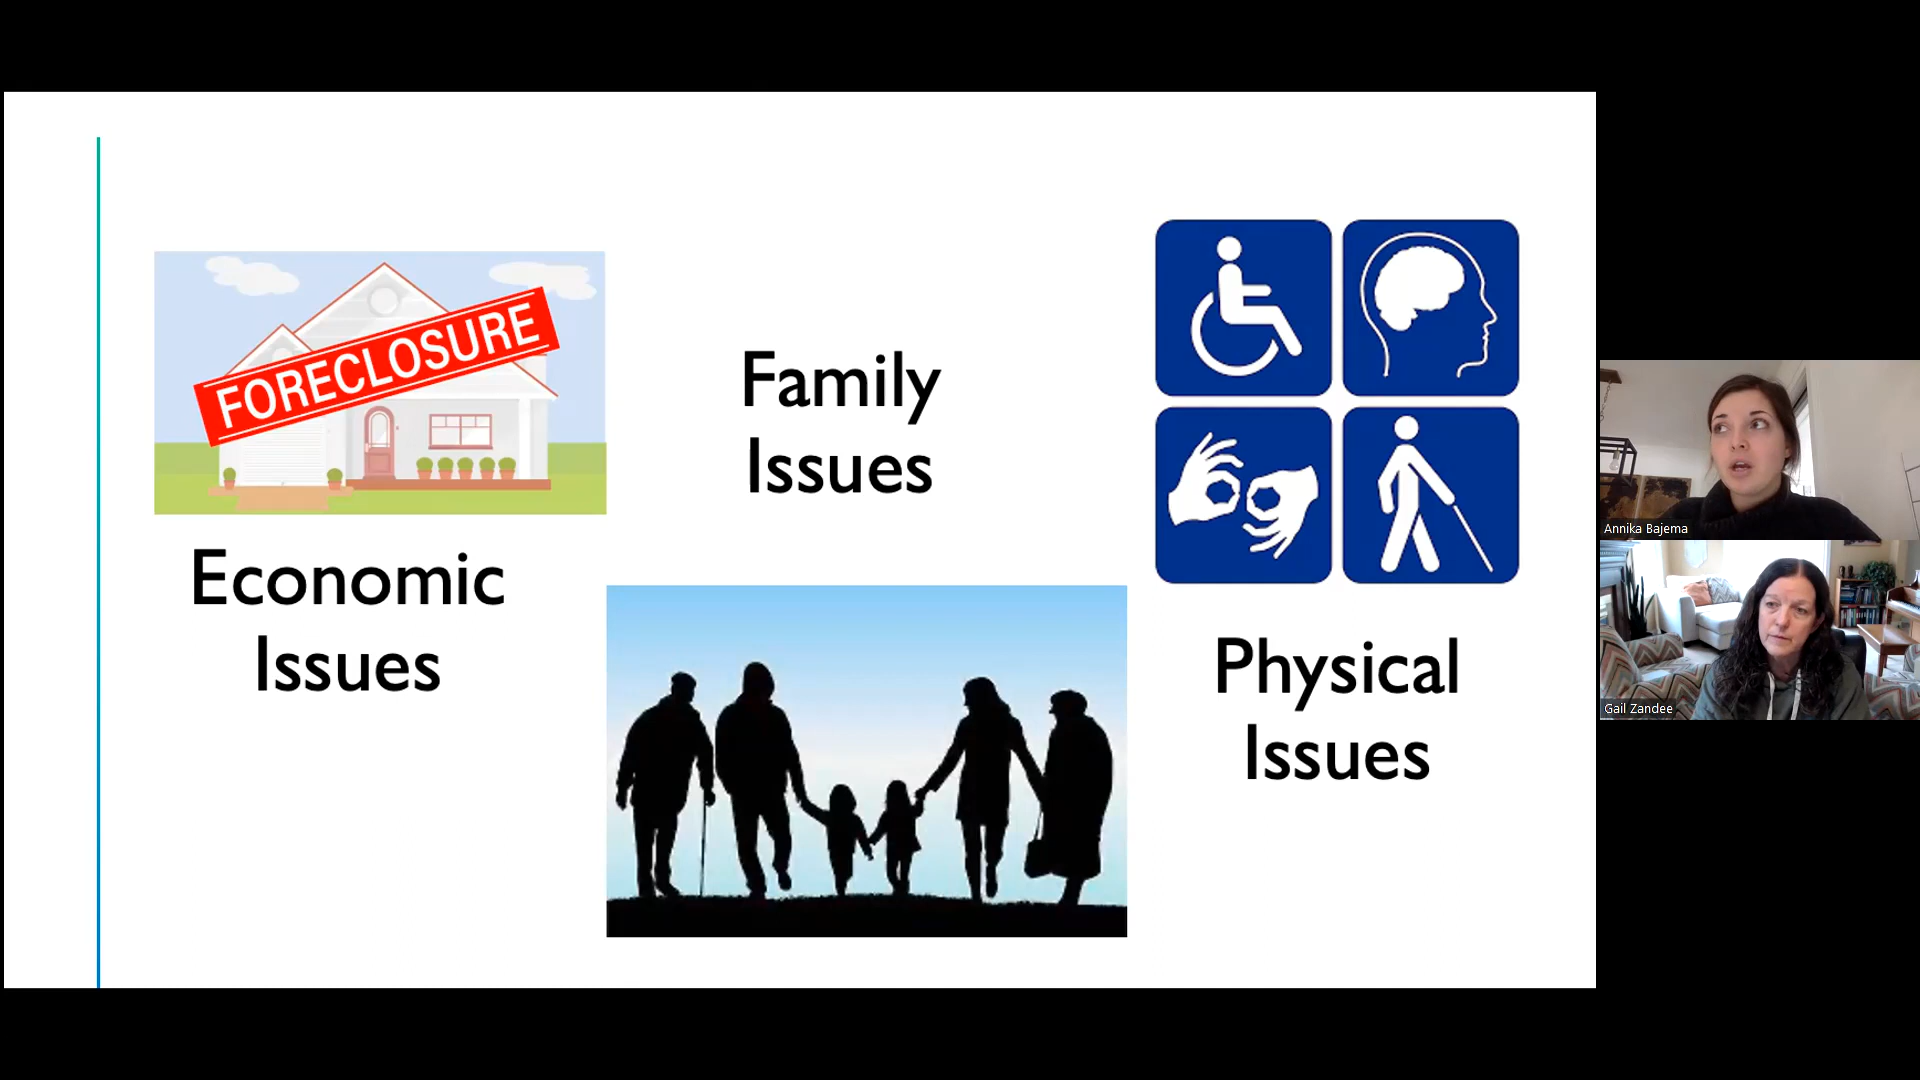 FORECLOSURE
Economic
Issues
Family
Issues
Physical
Issues
Annika Bajema
Gail Zandee